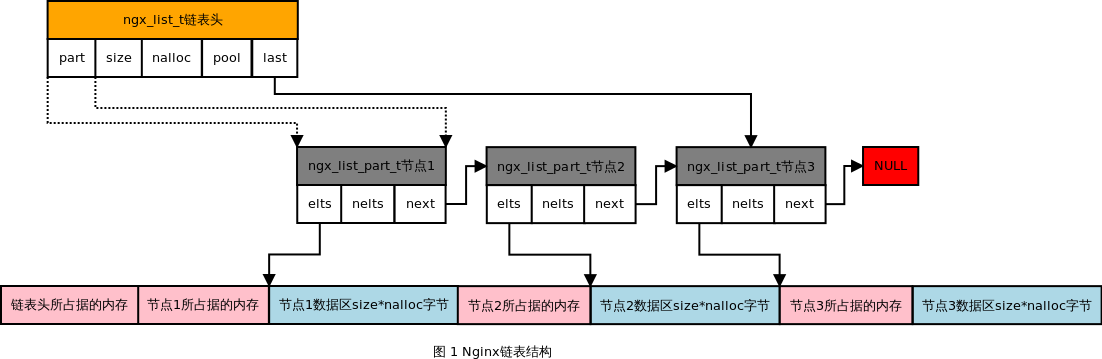 ngx_list_t链表头
part size nalloc pool last
ngx_list_part_t节点1 ngx_list_part_t节点2 ngx_list_part_t节点3 NULL
elts nelts next elts nelts next elts nelts next
链表头所占据的内存 节点1所占据的内存 节点1数据区size*nalloc字节 节点2所占据的内存 节点2数据区size*nalloc字节 节点3所占据的内存 节点3数据区size*nalloc字节
图 1 Nginx链表结构